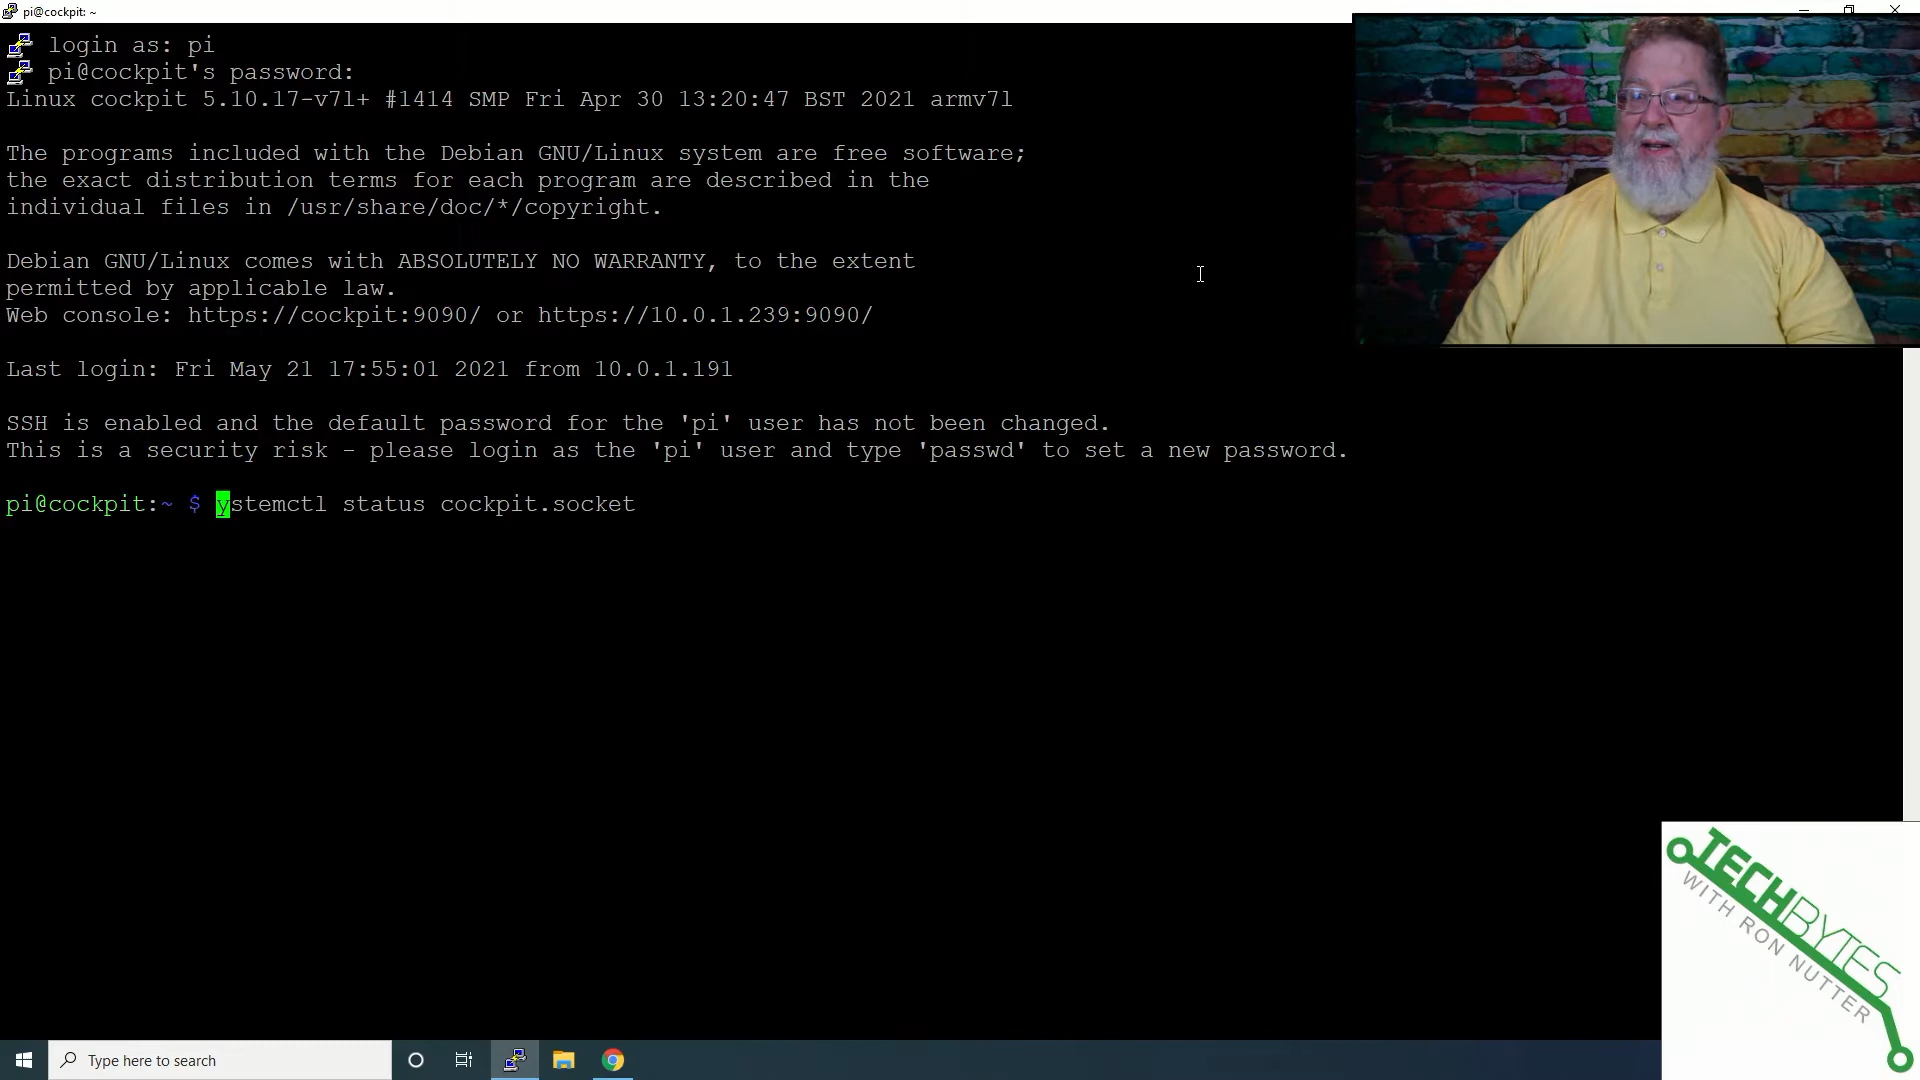 pi@cockpit: ~
login as: pi
pi@cockpit's password:
Linux cockpit 5.10.17-v7l+ #1414 SMP Fri Apr 30 13:20:47 BST 2021 armv7l
The programs included with the Debian GNU/Linux system are free software;
the exact distribution terms for each program are described in the
individual files in /usr/share/doc/*/copyright.
Debian GNU/Linux comes with ABSOLUTELY NO WARRANTY, to the extent
permitted by applicable law.
Web console: https://cockpit:9090/ or https://10.0.1.239:9090/
Last login: Fri May 21 17:55:01 2021 from 10.0.1.191
SSH is enabled and the default password for the 'pi' user has not been changed.
This is a security risk - please login as the 'pi' user and type 'passwd' to set a new password.
pi@cockpit:~ $ ystemctl status cockpit.socket
TECHBYTES
WITH RON NUTTER
Type here to search